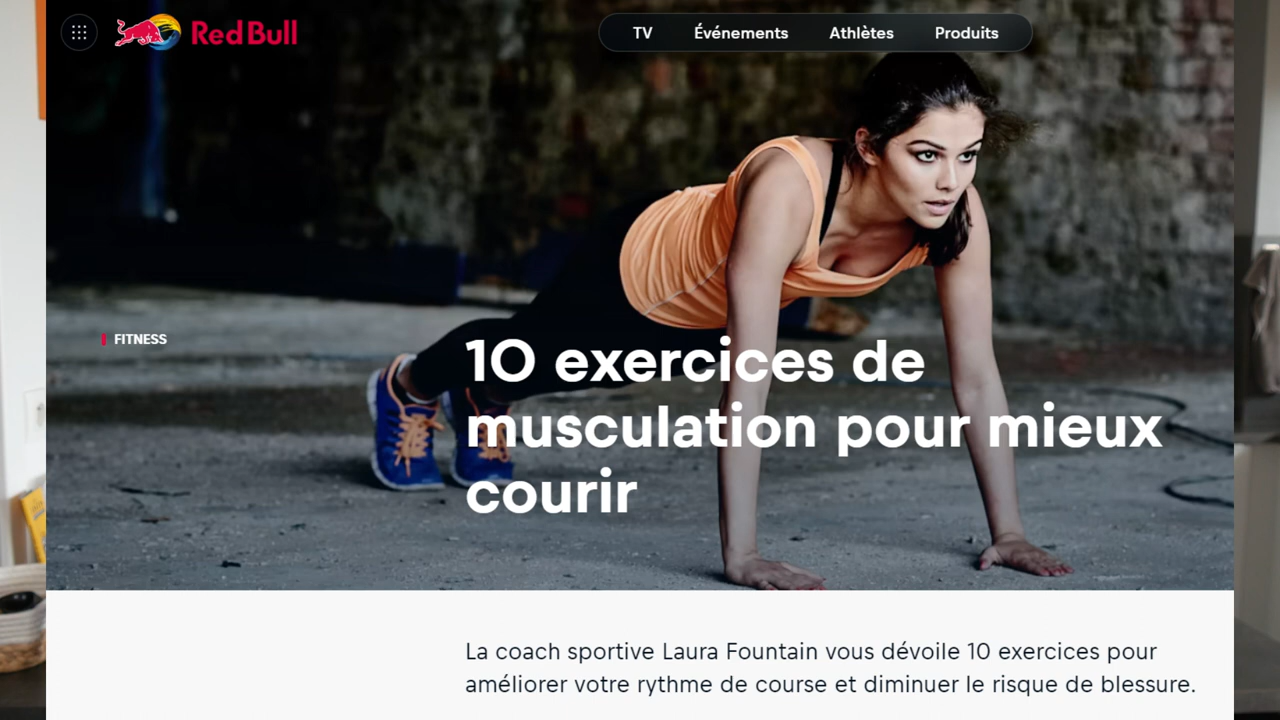 Red Bull
TV
Événements
Athlètes
Produits
FITNESS
10 exercices de
musculation pour mieux
courir
La coach sportive Laura Fountain vous dévoile 10 exercices pour
améliorer votre rythme de course et diminuer le risque de blessure.